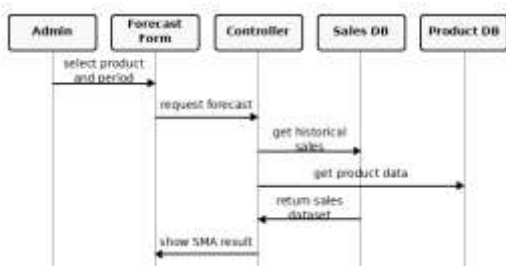 Admin
Forecast
Form
Controller
Sales DB
Product DB
select product
and period
request forecast
get historical
sales
get product data
return sales
dataset
show SMA result